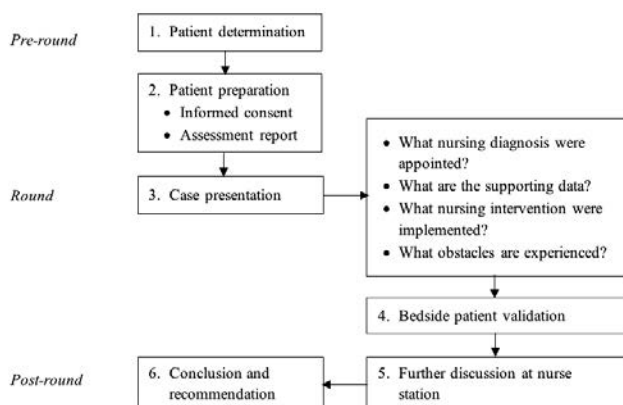 Pre-round
1. Patient determination
2. Patient preparation
• Informed consent
• Assessment report
Round
3. Case presentation
• What nursing diagnosis were
appointed?
• What are the supporting data?
• What nursing intervention were
implemented?
• What obstacles are experienced?
4. Bedside patient validation
Post-round
5. Further discussion at nurse
station
6. Conclusion and
recommendation